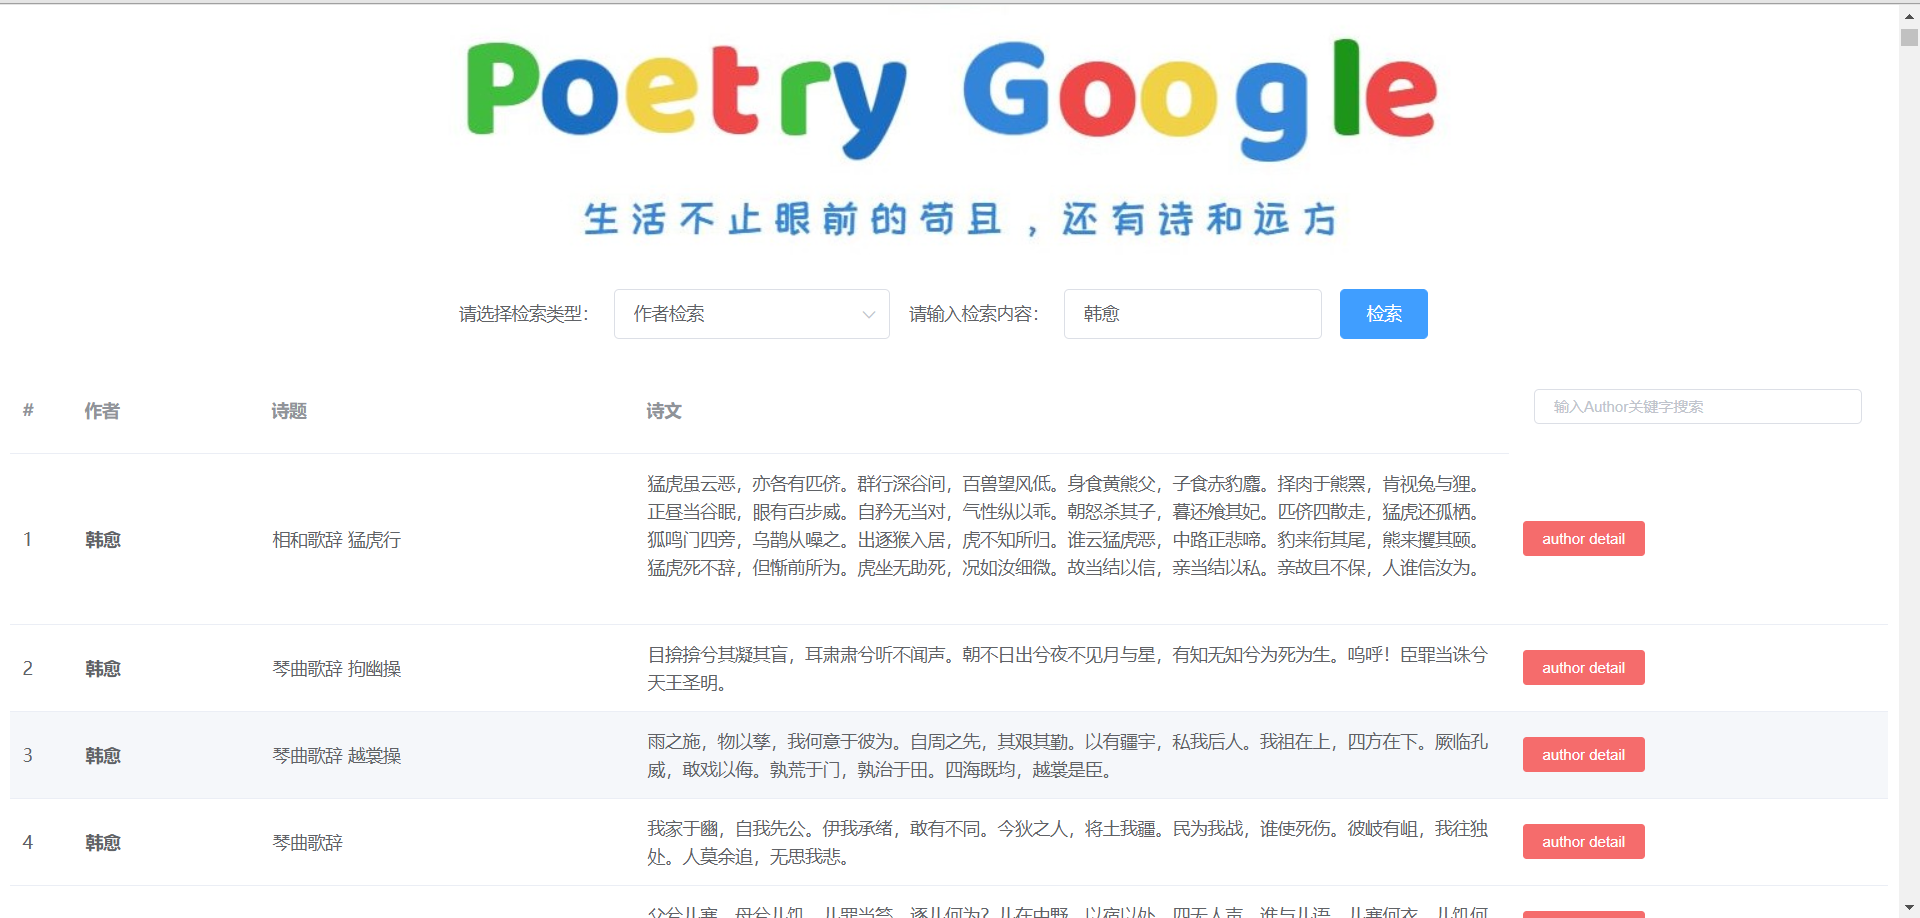 Poetry Google
生活不止眼前的苟且，还有诗和远方
请选择检索类型： 作者检索 请输入检索内容： 韩愈 检索
# 作者 诗题 诗文 输入Author关键字搜索
猛虎虽云恶，亦各有匹侪。群行深谷间，百兽望风低。身食黄熊父，子食赤豹麛。择肉于熊罴，肯视兔与狸。
正昼当谷眠，眼有百步威。自矜无当对，气性纵以乖。朝怒杀其子，暮还飧其妃。匹侪四散走，猛虎还孤栖。
1 韩愈 相和歌辞 猛虎行 狐鸣门四旁，乌鹊从噪之。出逐猴入居，虎不知所归。谁云猛虎恶，中路正悲啼。豹来衔其尾，熊来攫其颐。 author detail
猛虎死不辞，但惭前所为。虎坐无助死，况如汝细微。故当结以信，亲当结以私。亲故且不保，人谁信汝为。
2 韩愈 琴曲歌辞 拘幽操 目掞掞兮其凝其盲，耳肃肃兮听不闻声。朝不日出兮夜不见月与星，有知无知兮为死为生。呜呼！臣罪当诛兮 author detail
天王圣明。
3 韩愈 琴曲歌辞 越裳操 雨之施，物以孳，我何意于彼为。自周之先，其艰其勤。以有疆宇，私我后人。我祖在上，四方在下。厥临孔 author detail
威，敢戏以侮。孰荒于门，孰治于田。四海既均，越裳是臣。
4 韩愈 琴曲歌辞 我家于豳，自我先公。伊我承绪，敢有不同。今狄之人，将土我疆。民为我战，谁使死伤。彼岐有岨，我往独 author detail
处。人莫余追，无思我悲。